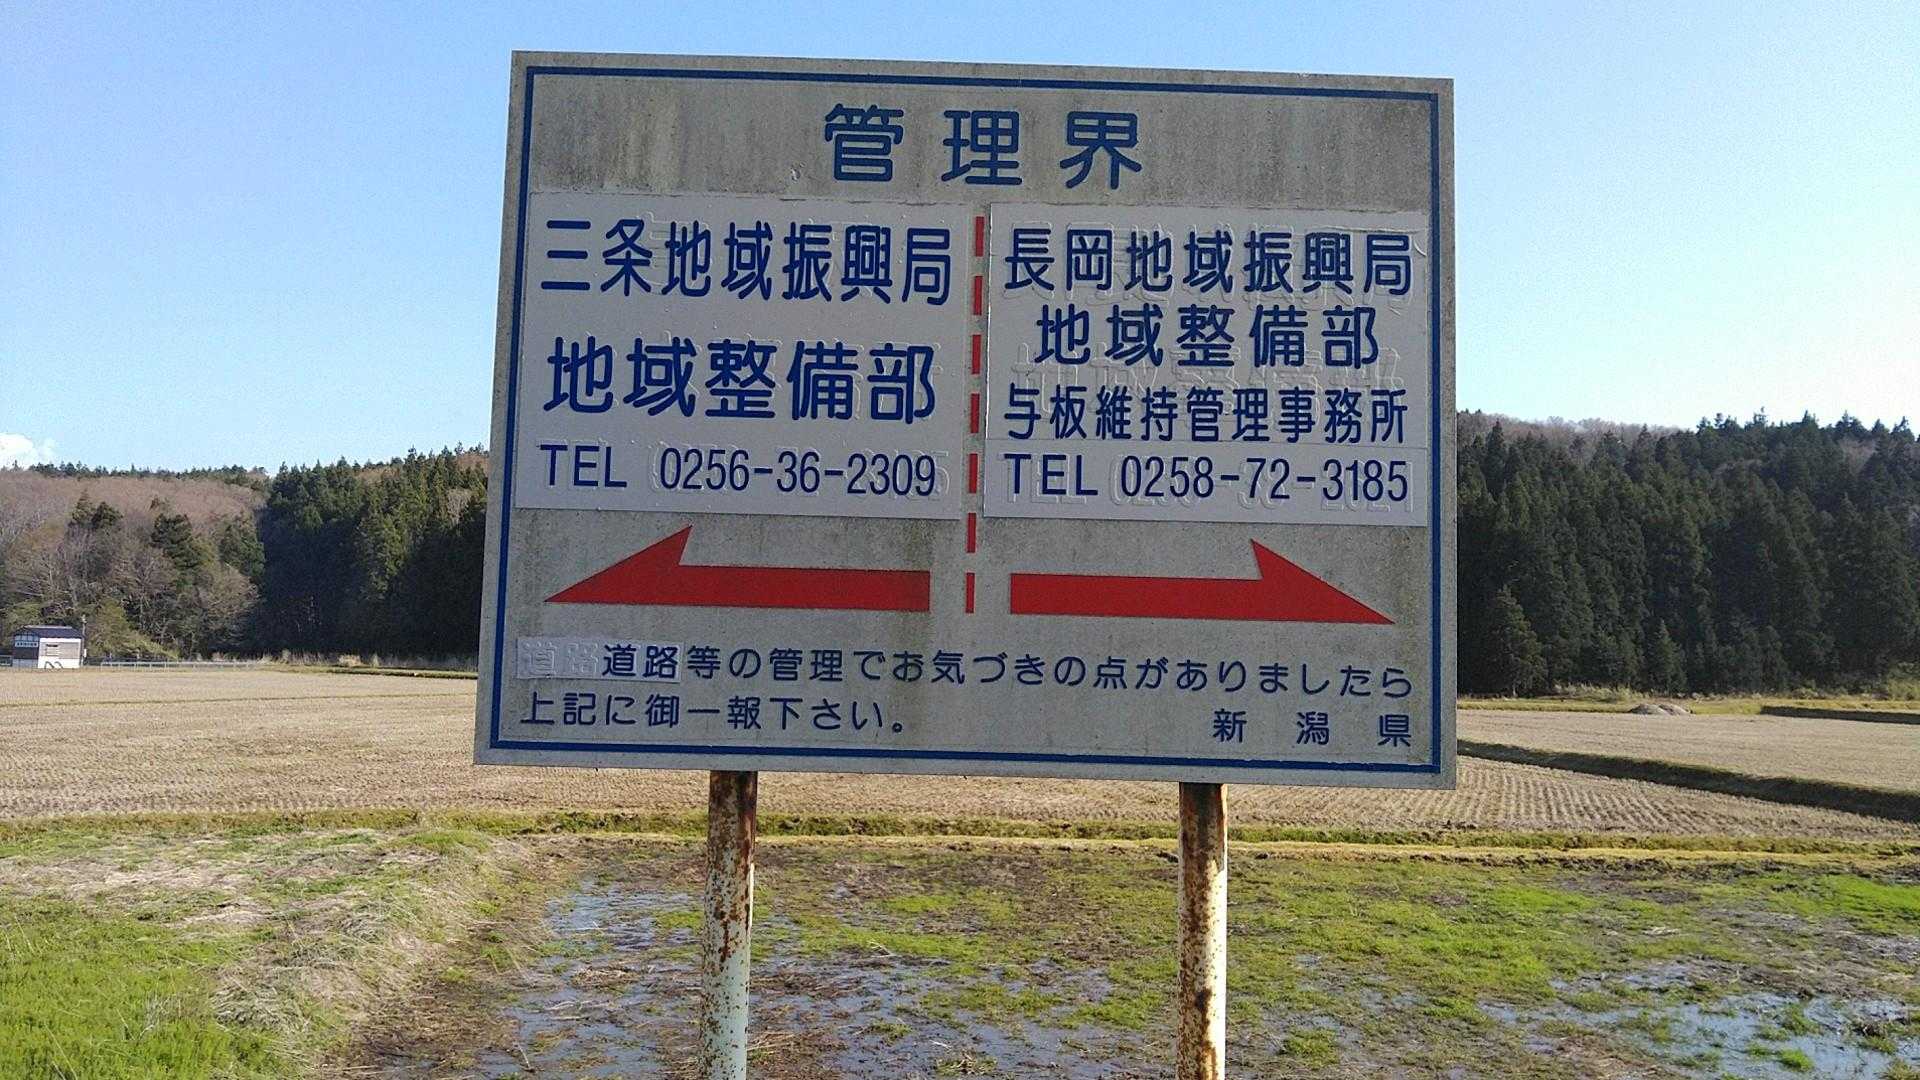 管理界
三条地域振興局
地域整備部
TEL 0256-36-2309
長岡地域振興局
地域整備部
与板維持管理事務所
TEL 0258-72-3185
道路等の管理でお気づきの点がありましたら
上記に御一報下さい。
新潟県